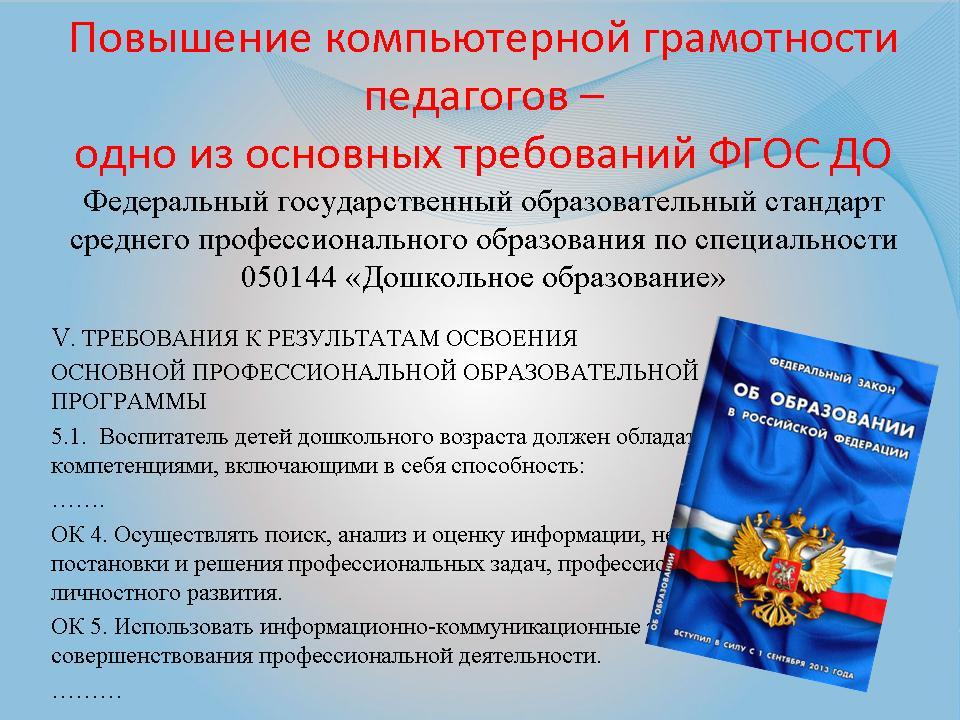 Повышение компьютерной грамотности
педагогов –
одно из основных требований ФГОС ДО
Федеральный государственный образовательный стандарт
среднего профессионального образования по специальности
050144 «Дошкольное образование»
V. ТРЕБОВАНИЯ К РЕЗУЛЬТАТАМ ОСВОЕНИЯ
ОСНОВНОЙ ПРОФЕССИОНАЛЬНОЙ ОБРАЗОВАТЕЛЬНОЙ
ПРОГРАММЫ
5.1. Воспитатель детей дошкольного возраста должен
компетенциями, включающими в себя способность:
…….
ОК 4. Осуществлять поиск, анализ и оценку информации,
постановки и решения профессиональных задач,
личностного развития.
ОК 5. Использовать информационно-коммуникационные
совершенствования профессиональной деятельности.
………
ФЕДЕРАЛЬНЫЙ ЗАКОН
ОБ ОБРАЗОВАНИИ
В РОССИЙСКОЙ ФЕДЕРАЦИИ
ОБ ОБРАЗОВАНИИ
ВСТУПИЛ В СИЛУ С 1 СЕНТЯБРЯ 2013 ГОДА